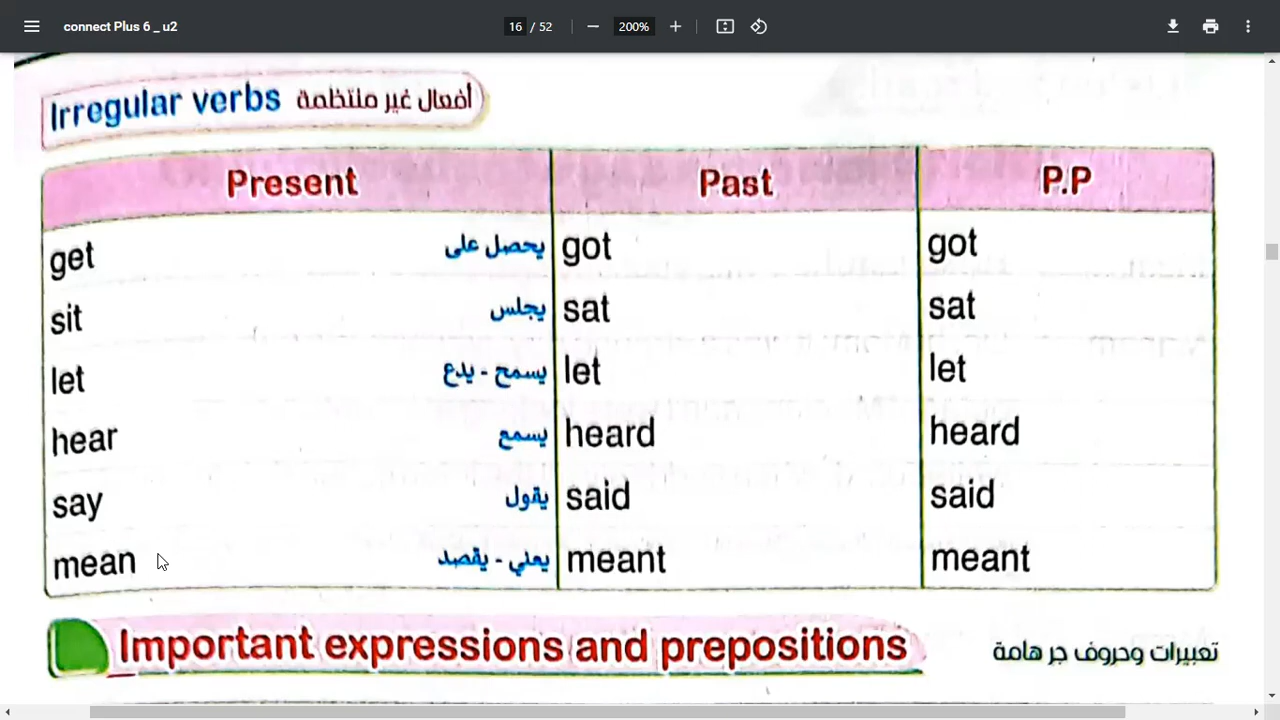 connect Plus 6 _ u2
16 / 52
200%
Irregular verbs أفعال غير منتظمة
Present Past P.P
get يحصل على got got
sit يجلس sat sat
let يسمح - يدع let let
hear يسمع heard heard
say يقول said said
mean يعني - يقصد meant meant
Important expressions and prepositions تعبيرات وحروف جر هامة